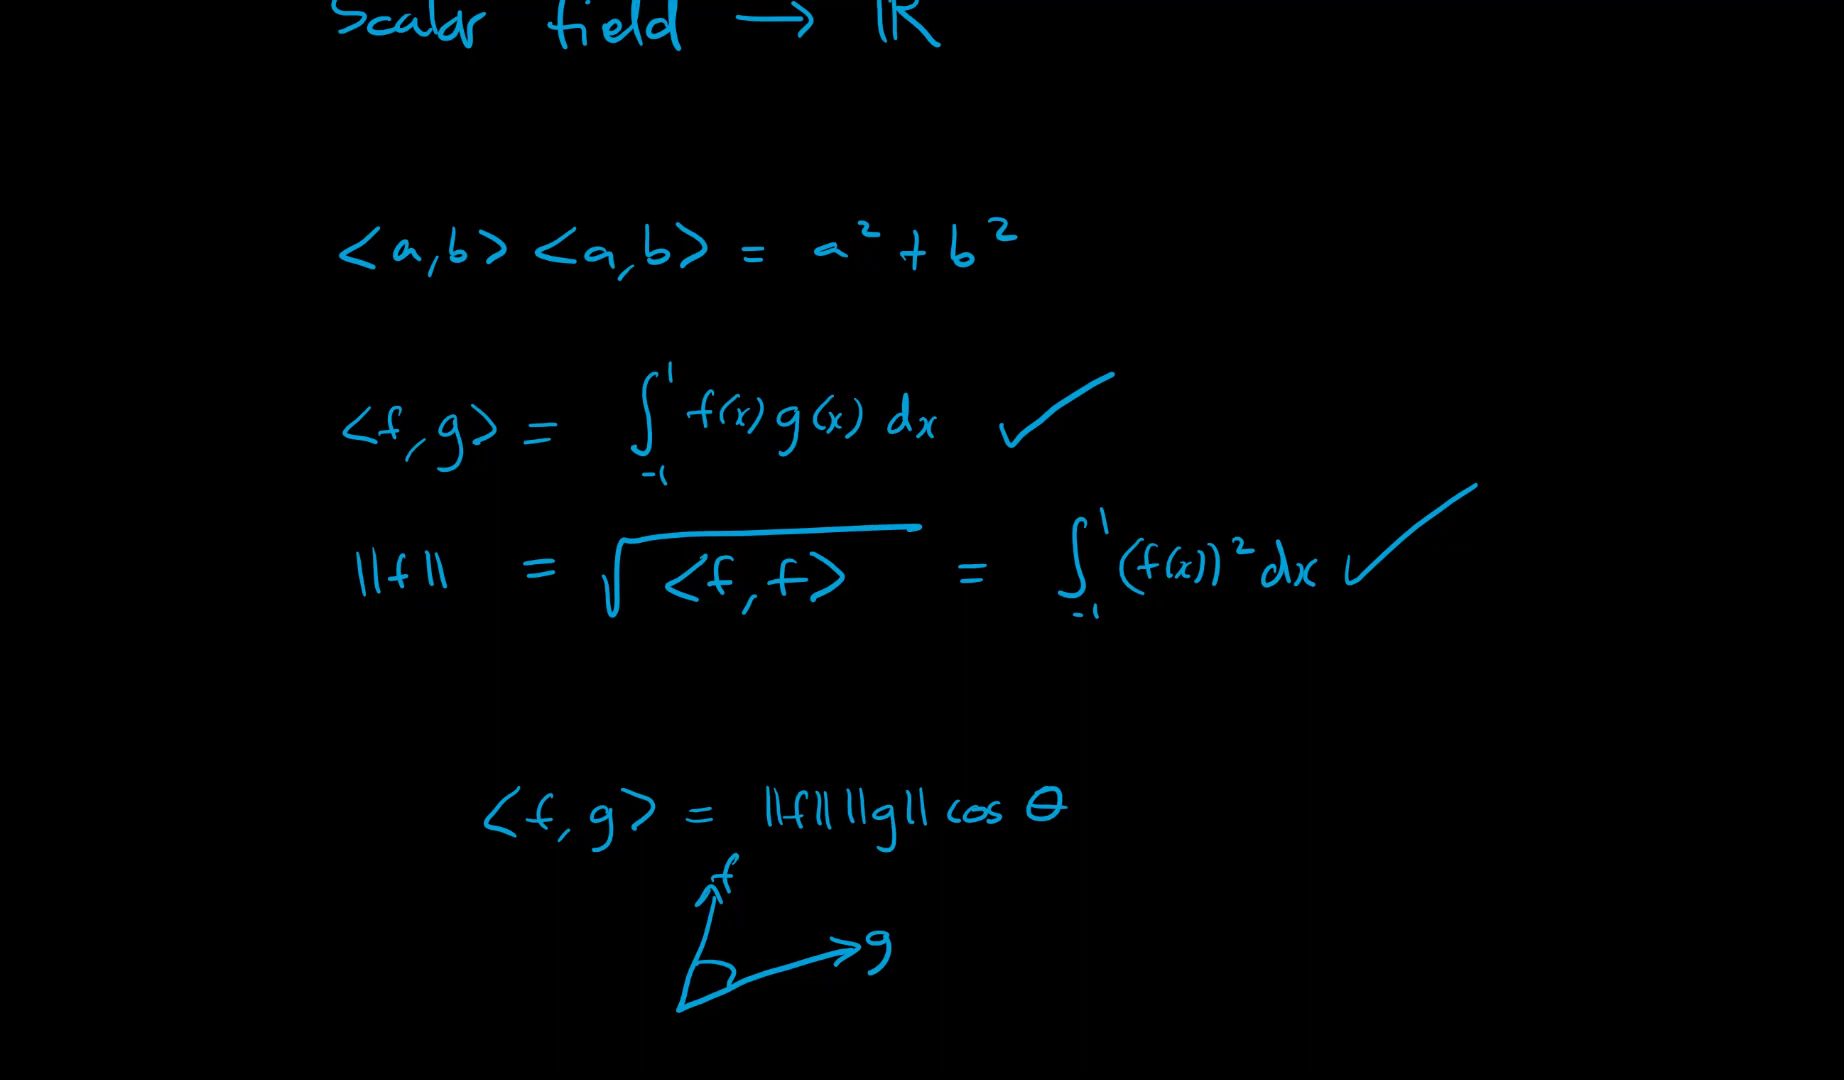 Scalar field → ℝ
<a,b> <a,b> = a² + b²
<f,g> = ∫₋₁¹ f(x) g(x) dx ✓
||f|| = √<f,f> = ∫₋₁¹ (f(x))² dx ✓
<f,g> = ||f|| ||g|| cos θ
f
g